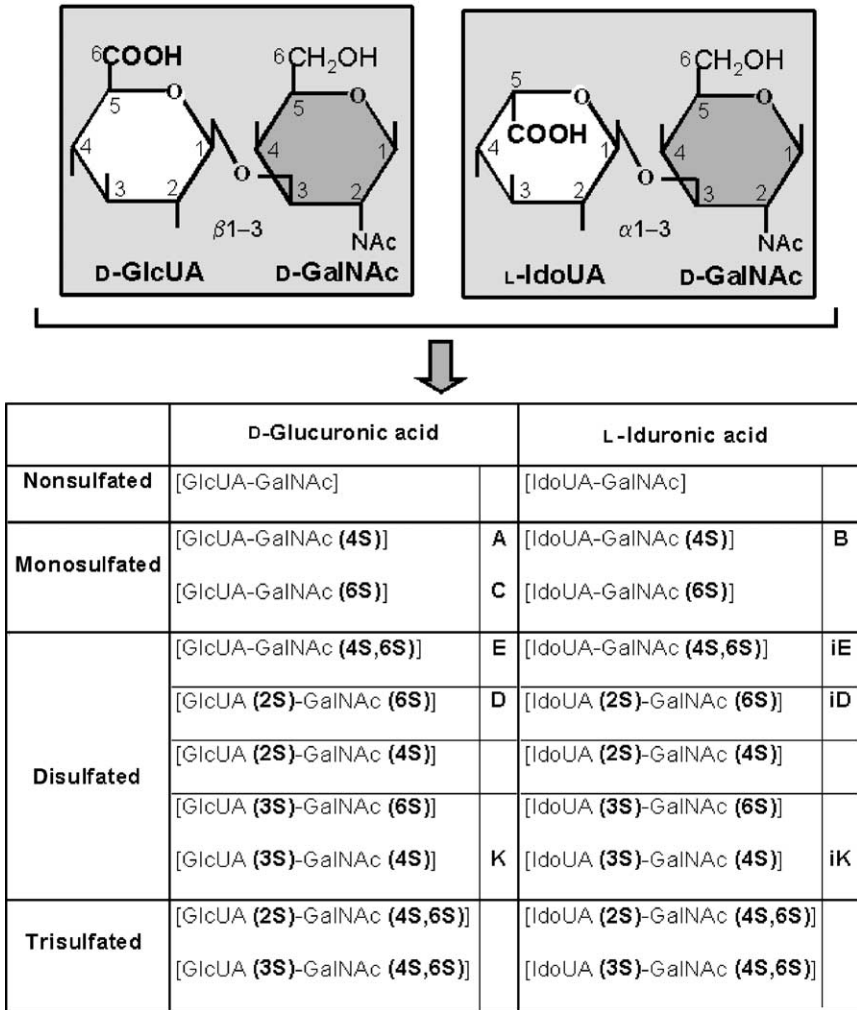 6COOH
5
O
4
1
3
2
O
β1–3
D-GlcUA
6CH2OH
5
O
4
1
3
2
NAc
D-GalNAc
5
O
COOH
4
1
3
2
O
α1–3
L-IdoUA
6CH2OH
5
O
4
1
3
2
NAc
D-GalNAc
D-Glucuronic acid L-Iduronic acid
Nonsulfated [GlcUA-GalNAc] [IdoUA-GalNAc]
[GlcUA-GalNAc (4S)] A [IdoUA-GalNAc (4S)] B
Monosulfated
[GlcUA-GalNAc (6S)] C [IdoUA-GalNAc (6S)]
[GlcUA-GalNAc (4S,6S)] E [IdoUA-GalNAc (4S,6S)] iE
[GlcUA (2S)-GalNAc (6S)] D [IdoUA (2S)-GalNAc (6S)] iD
[GlcUA (2S)-GalNAc (4S)] [IdoUA (2S)-GalNAc (4S)]
Disulfated
[GlcUA (3S)-GalNAc (6S)] [IdoUA (3S)-GalNAc (6S)]
[GlcUA (3S)-GalNAc (4S)] K [IdoUA (3S)-GalNAc (4S)] iK
[GlcUA (2S)-GalNAc (4S,6S)] [IdoUA (2S)-GalNAc (4S,6S)]
Trisulfated
[GlcUA (3S)-GalNAc (4S,6S)] [IdoUA (3S)-GalNAc (4S,6S)]